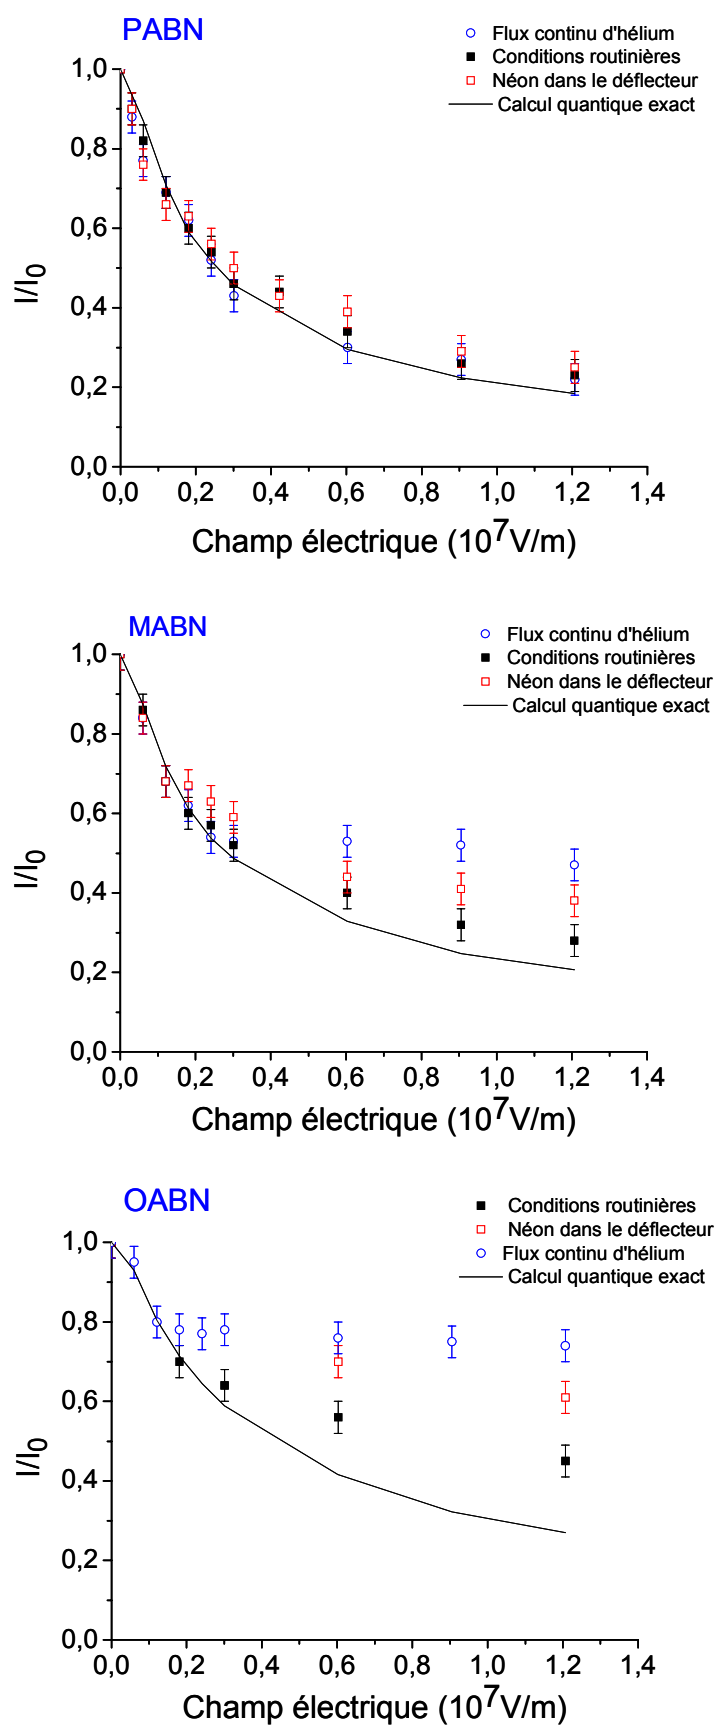 PABN
Flux continu d'hélium
Conditions routinières
Néon dans le déflecteur
Calcul quantique exact
1,0
0,8
0,6
0,4
0,2
0,0
I/I0
0,0 0,2 0,4 0,6 0,8 1,0 1,2 1,4
Champ électrique (10^7V/m)
MABN
Flux continu d'hélium
Conditions routinières
Néon dans le déflecteur
Calcul quantique exact
1,0
0,8
0,6
0,4
0,2
0,0
I/I0
0,0 0,2 0,4 0,6 0,8 1,0 1,2 1,4
Champ électrique (10^7V/m)
OABN
Conditions routinières
Néon dans le déflecteur
Flux continu d'hélium
Calcul quantique exact
1,0
0,8
0,6
0,4
0,2
0,0
I/I0
0,0 0,2 0,4 0,6 0,8 1,0 1,2 1,4
Champ électrique (10^7V/m)